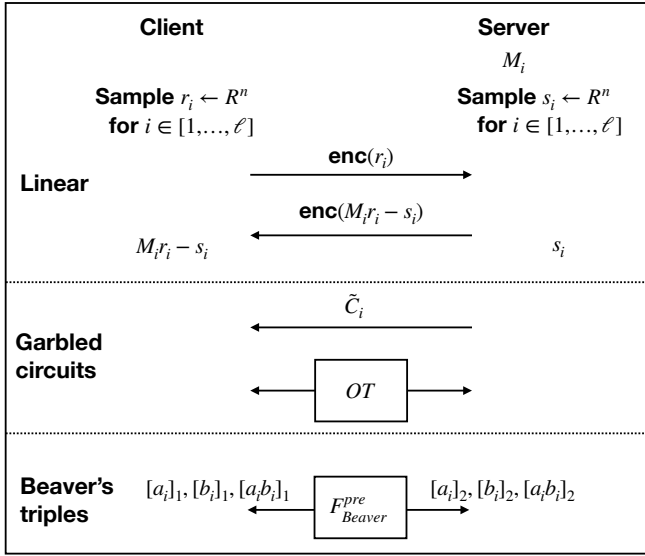 Client Server
M_i
Sample r_i ← R^n Sample s_i ← R^n
for i ∈ [1,…,ℓ] for i ∈ [1,…,ℓ]
enc(r_i)
Linear
enc(M_i r_i − s_i)
M_i r_i − s_i s_i
C̃_i
Garbled
circuits
OT
Beaver's
triples
[a_i]_1, [b_i]_1, [a_i b_i]_1 F^{pre}_{Beaver} [a_i]_2, [b_i]_2, [a_i b_i]_2